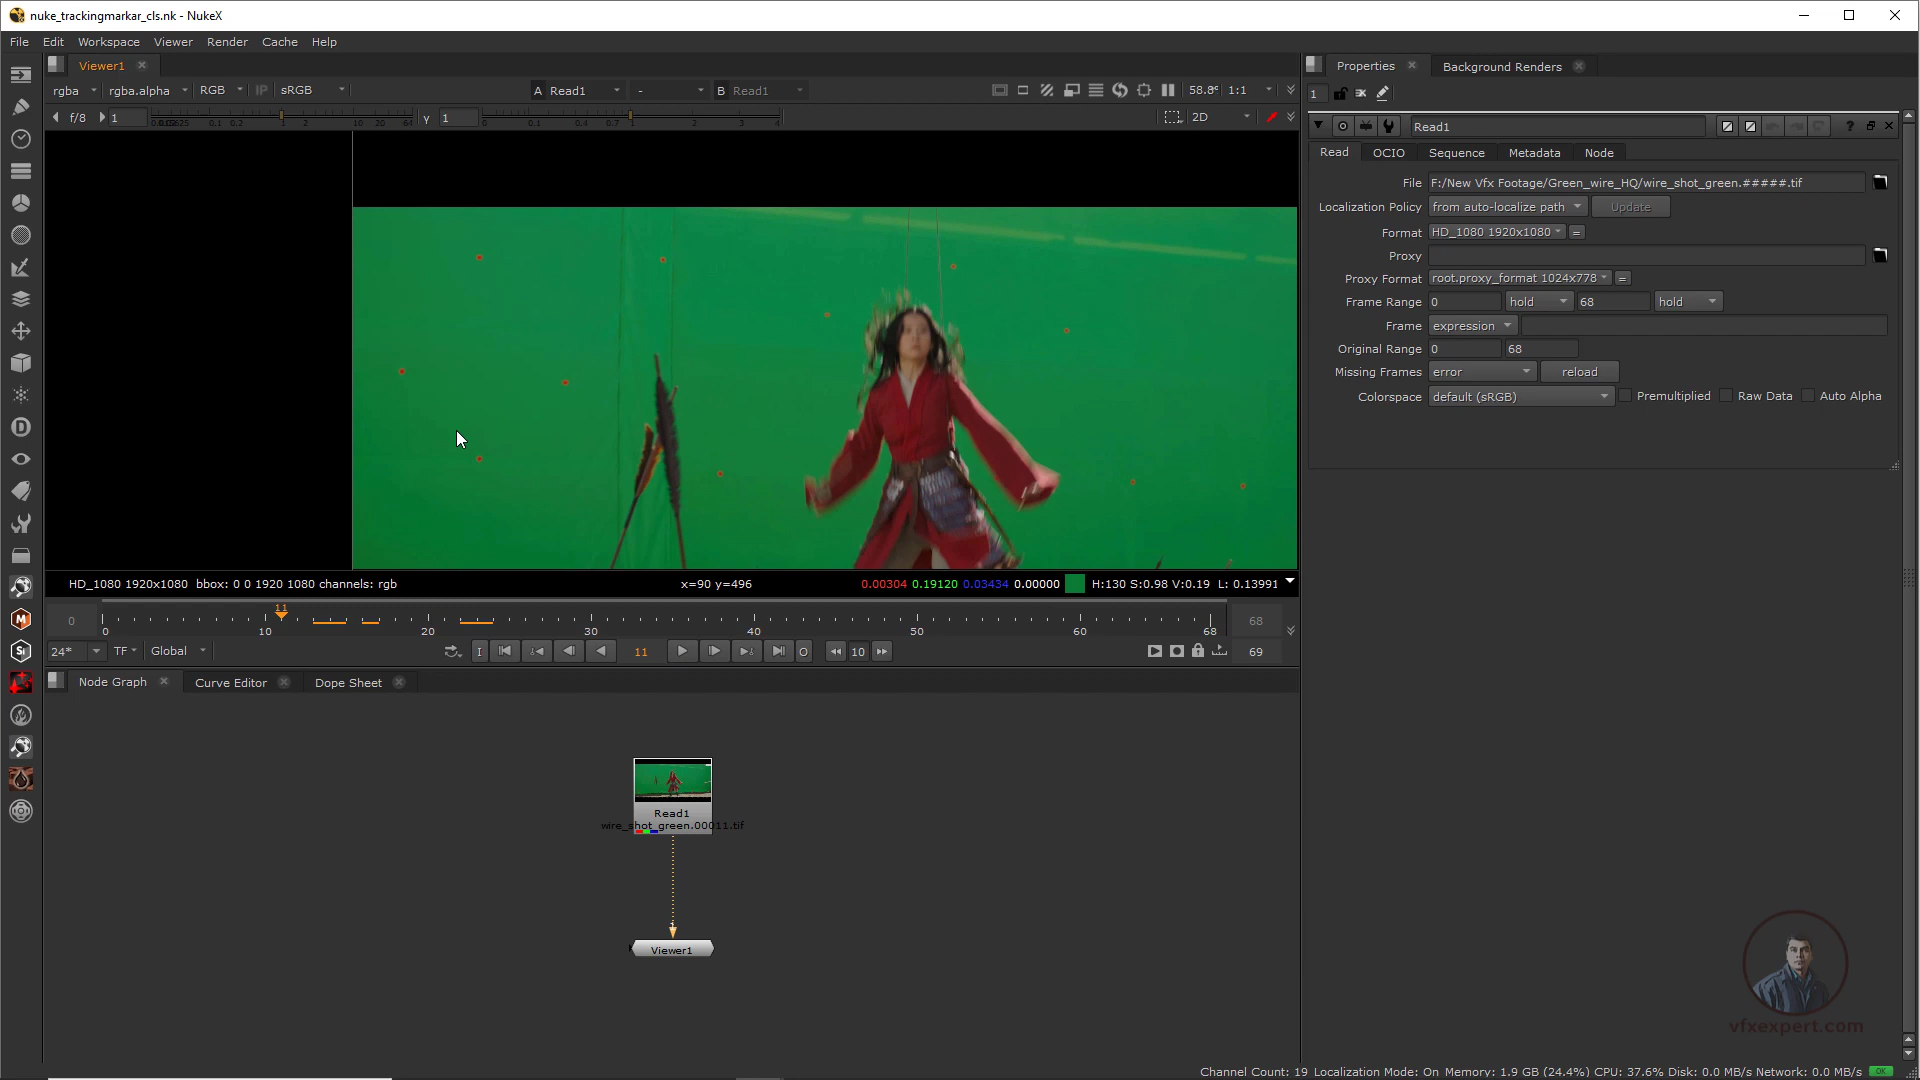 nuke_trackingmarkar_cls.nk - NukeX
File Edit Workspace Viewer Render Cache Help
Viewer1
Properties
Background Renders
rgba rgba.alpha RGB IP sRGB A Read1 - B Read1 58.8% 1:1
1
f/8 1 y 1 2D
Read1
Read OCIO Sequence Metadata Node
File F:/New Vfx Footage/Green_wire_HQ/wire_shot_green.#####.tif
Localization Policy from auto-localize path Update
Format HD_1080 1920x1080 =
Proxy
Proxy Format root.proxy_format 1024x778 =
Frame Range 0 hold 68 hold
Frame expression
Original Range 0 68
Missing Frames error reload
Colorspace default (sRGB) Premultiplied Raw Data Auto Alpha
HD_1080 1920x1080 bbox: 0 0 1920 1080 channels: rgb x=90 y=496 0.00304 0.19120 0.03434 0.00000 H:130 S:0.98 V:0.19 L: 0.13991
11
0 68
0 10 20 30 40 50 60 68
24* TF Global I 11 O 10 69
Node Graph Curve Editor Dope Sheet
Read1
wire_shot_green.00011.tif
Viewer1
vfxexpert.com
Channel Count: 19 Localization Mode: On Memory: 1.9 GB (24.4%) CPU: 37.6% Disk: 0.0 MB/s Network: 0.0 MB/s OK